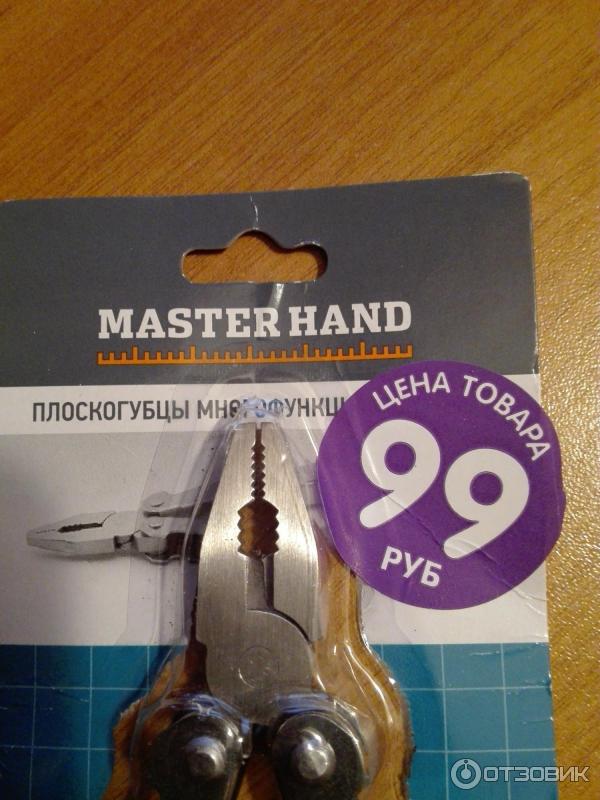 MASTER HAND
ПЛОСКОГУБЦЫ
ЦЕНА ТОВАРА
99
РУБ
ОТЗОВИК